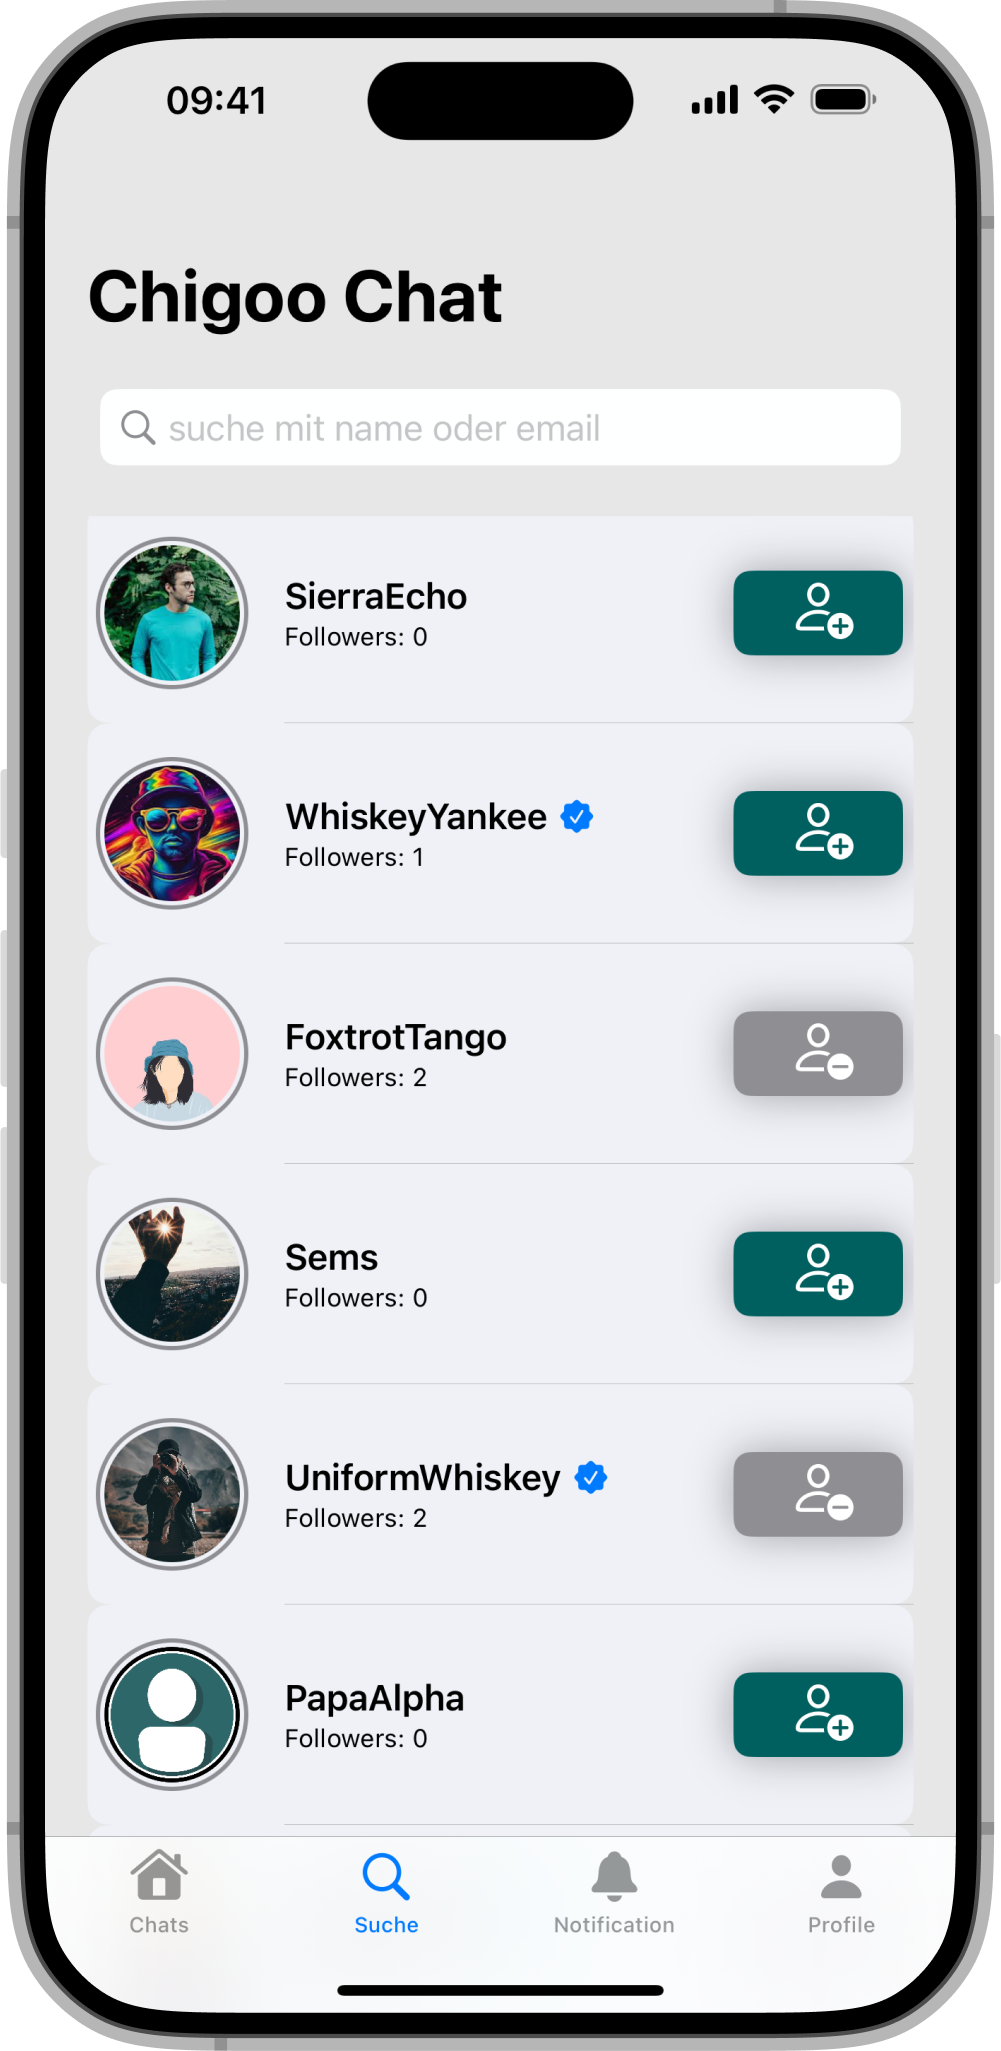 09:41
Chigoo Chat
suche mit name oder email
SierraEcho
Followers: 0
WhiskeyYankee
Followers: 1
FoxtrotTango
Followers: 2
Sems
Followers: 0
UniformWhiskey
Followers: 2
PapaAlpha
Followers: 0
Chats
Suche
Notification
Profile